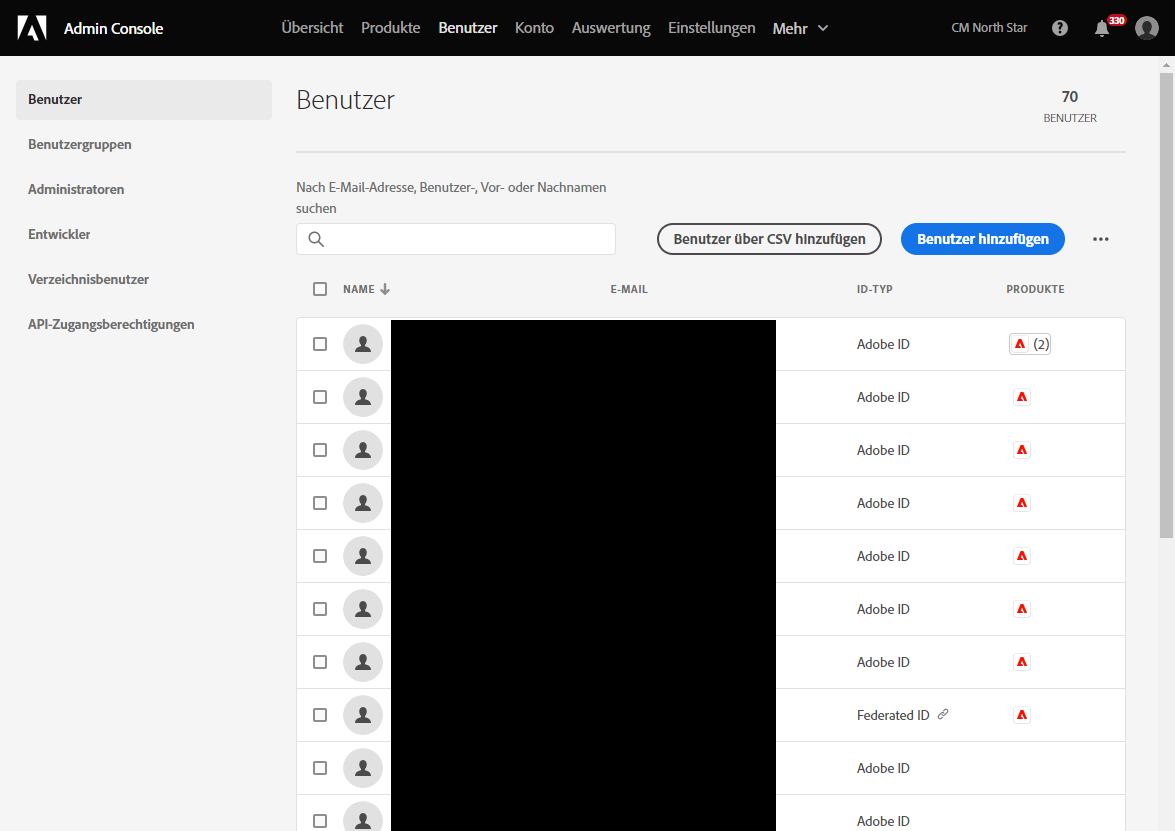 Admin Console
Übersicht Produkte Benutzer Konto Auswertung Einstellungen Mehr
CM North Star
330
Benutzer
Benutzergruppen
Administratoren
Entwickler
Verzeichnisbenutzer
API-Zugangsberechtigungen
Benutzer
70
BENUTZER
Nach E-Mail-Adresse, Benutzer-, Vor- oder Nachnamen
suchen
Benutzer über CSV hinzufügen
Benutzer hinzufügen
NAME E-MAIL ID-TYP PRODUKTE
Adobe ID (2)
Adobe ID
Adobe ID
Adobe ID
Adobe ID
Adobe ID
Adobe ID
Federated ID
Adobe ID
Adobe ID